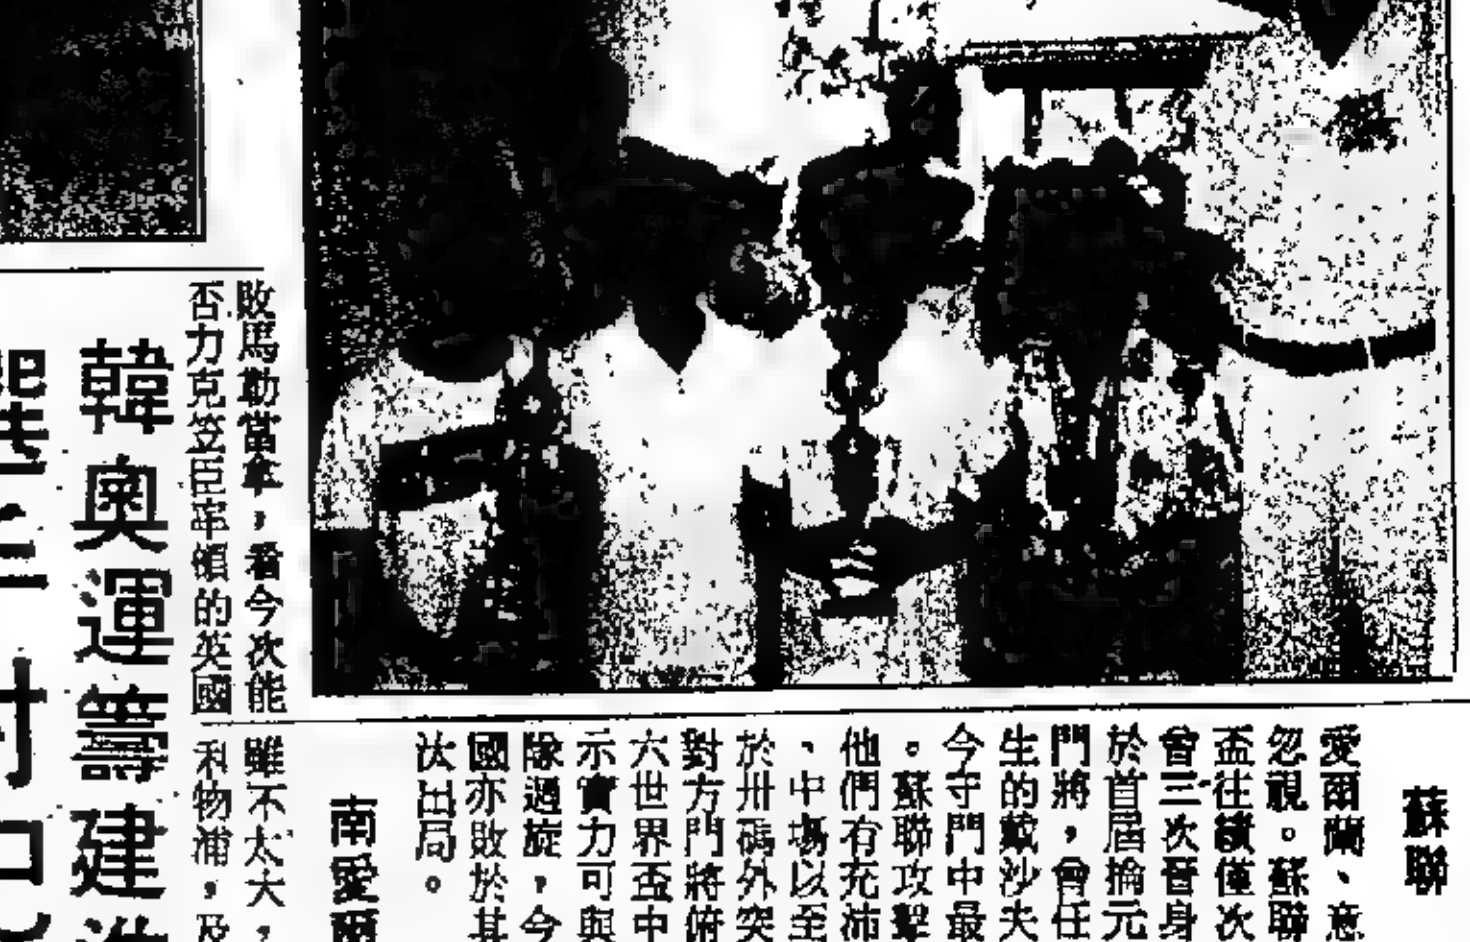 蘇聯
愛爾蘭、意
忽視。蘇聯
盃往績僅次
曾三次晉身
於首屆掄元
門將，曾任
生的戴沙夫
今守門中最
。蘇聯攻擊
他們有充沛
、中場以至
於卅碼外突
對方門將俯
六世界盃中
示實力可與
隊過旋，今
國亦敗於其
汰出局。
南愛爾
敗馬勒當拿，看今次能
否力克笠臣率領的英國
雖不太大，
利物浦，及
韓奧運籌建